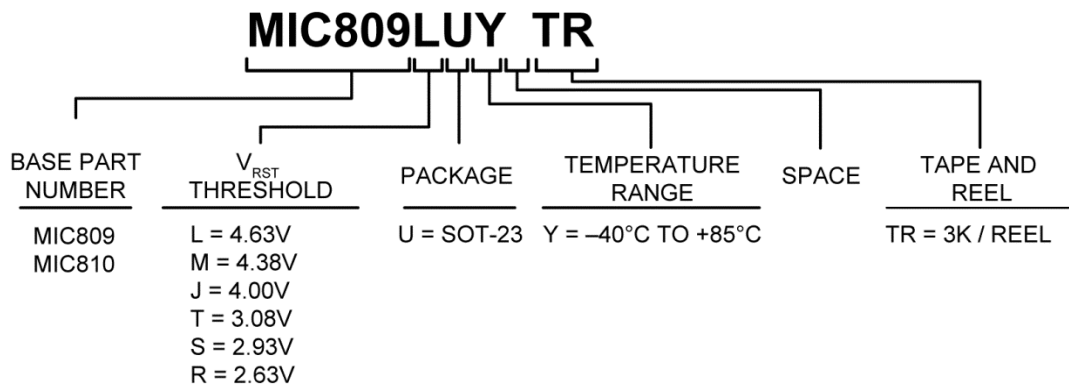 MIC809LUY TR
BASE PART
NUMBER
MIC809
MIC810
VRST
THRESHOLD
L = 4.63V
M = 4.38V
J = 4.00V
T = 3.08V
S = 2.93V
R = 2.63V
PACKAGE
U = SOT-23
TEMPERATURE
RANGE
Y = –40°C TO +85°C
SPACE
TAPE AND
REEL
TR = 3K / REEL